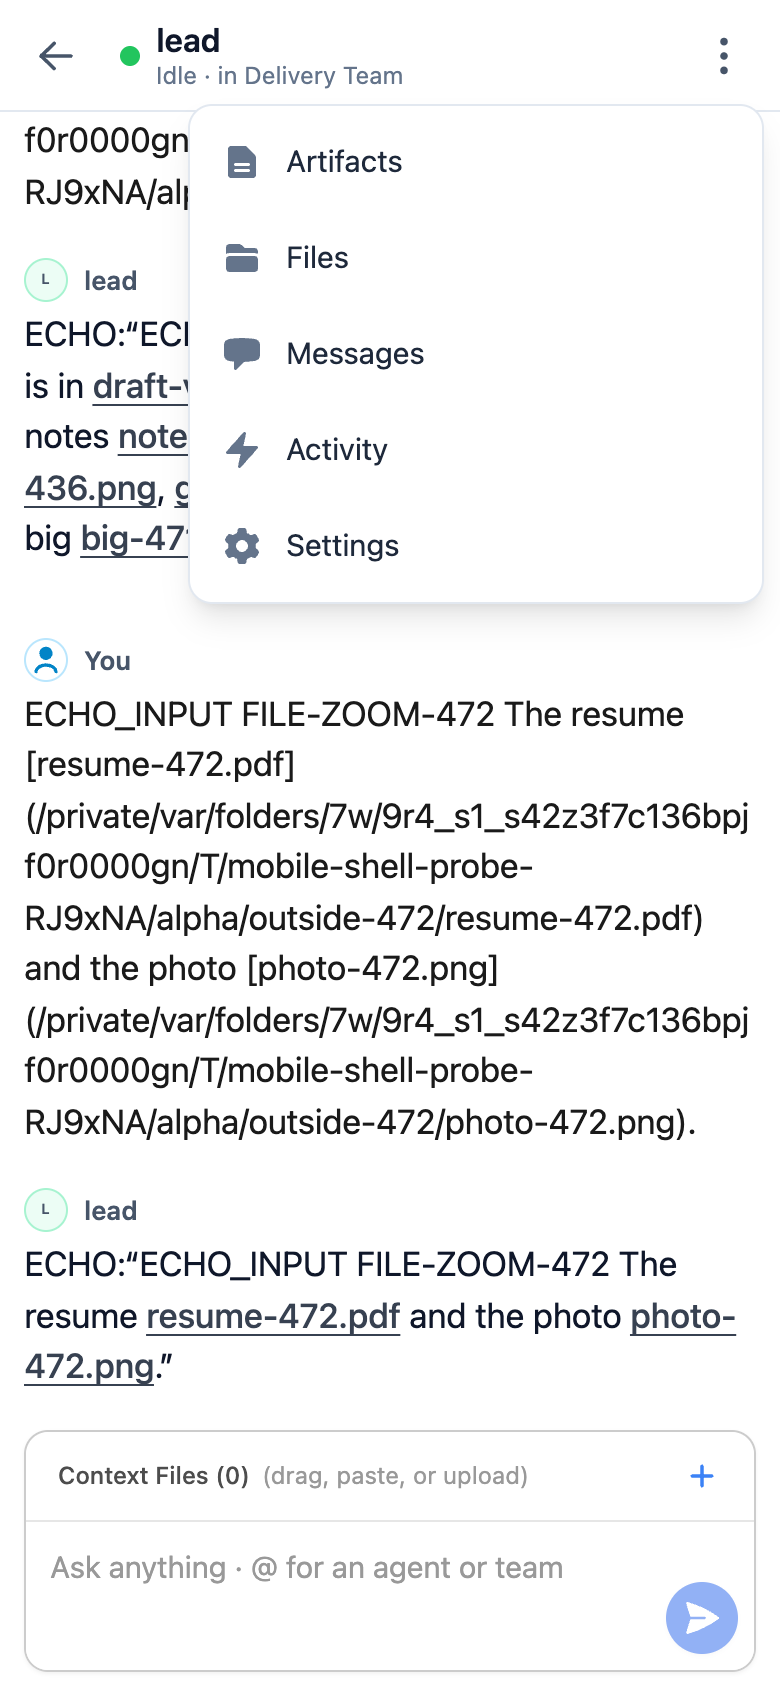 lead
Idle · in Delivery Team
f0r0000gn
RJ9xNA/al
Artifacts
Files
Messages
Activity
Settings
L
lead
ECHO:“ECH
is in draft-
notes note
436.png, g
big big-47
You
ECHO_INPUT FILE-ZOOM-472 The resume
[resume-472.pdf]
(/private/var/folders/7w/9r4_s1_s42z3f7c136bpj
f0r0000gn/T/mobile-shell-probe-
RJ9xNA/alpha/outside-472/resume-472.pdf)
and the photo [photo-472.png]
(/private/var/folders/7w/9r4_s1_s42z3f7c136bpj
f0r0000gn/T/mobile-shell-probe-
RJ9xNA/alpha/outside-472/photo-472.png).
L
lead
ECHO:“ECHO_INPUT FILE-ZOOM-472 The
resume resume-472.pdf and the photo photo-
472.png.”
Context Files (0) (drag, paste, or upload)
Ask anything · @ for an agent or team